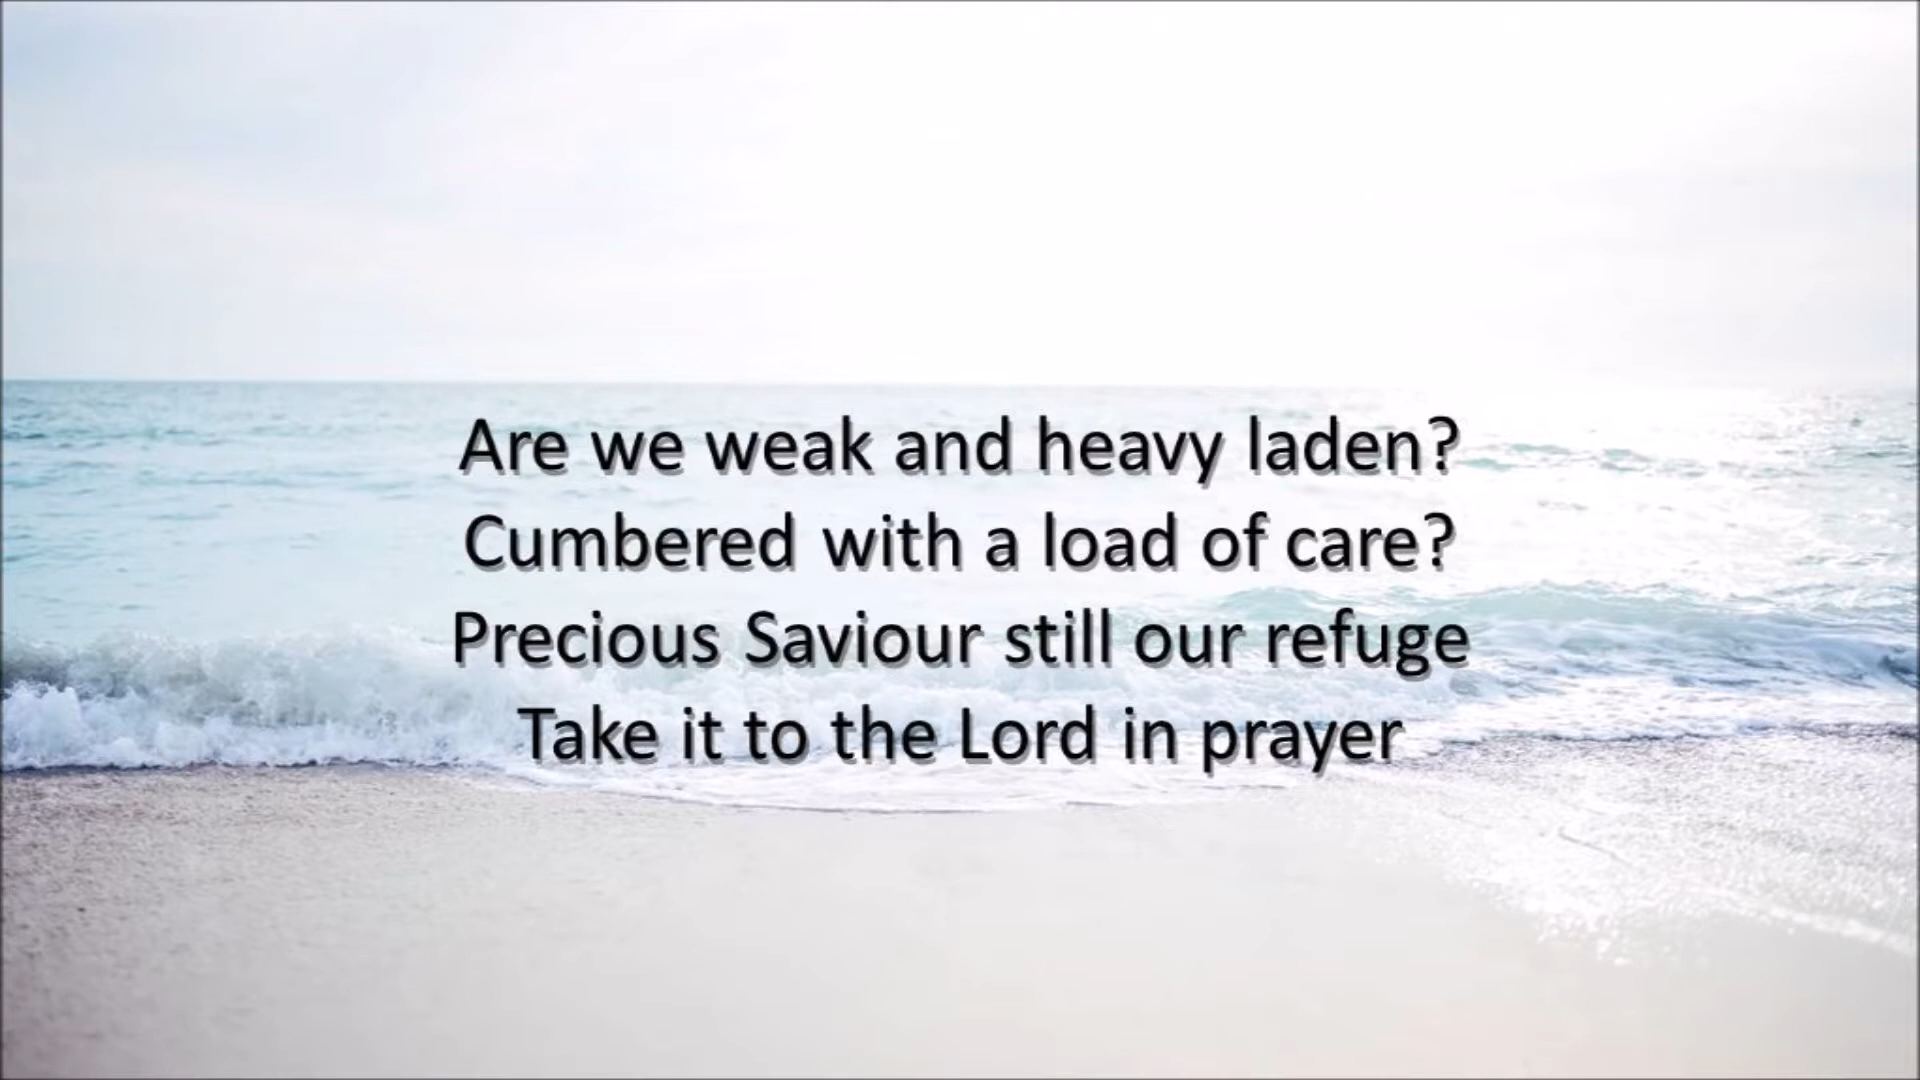 Are we weak and heavy laden?
Cumbered with a load of care?
Precious Saviour still our refuge
Take it to the Lord in prayer